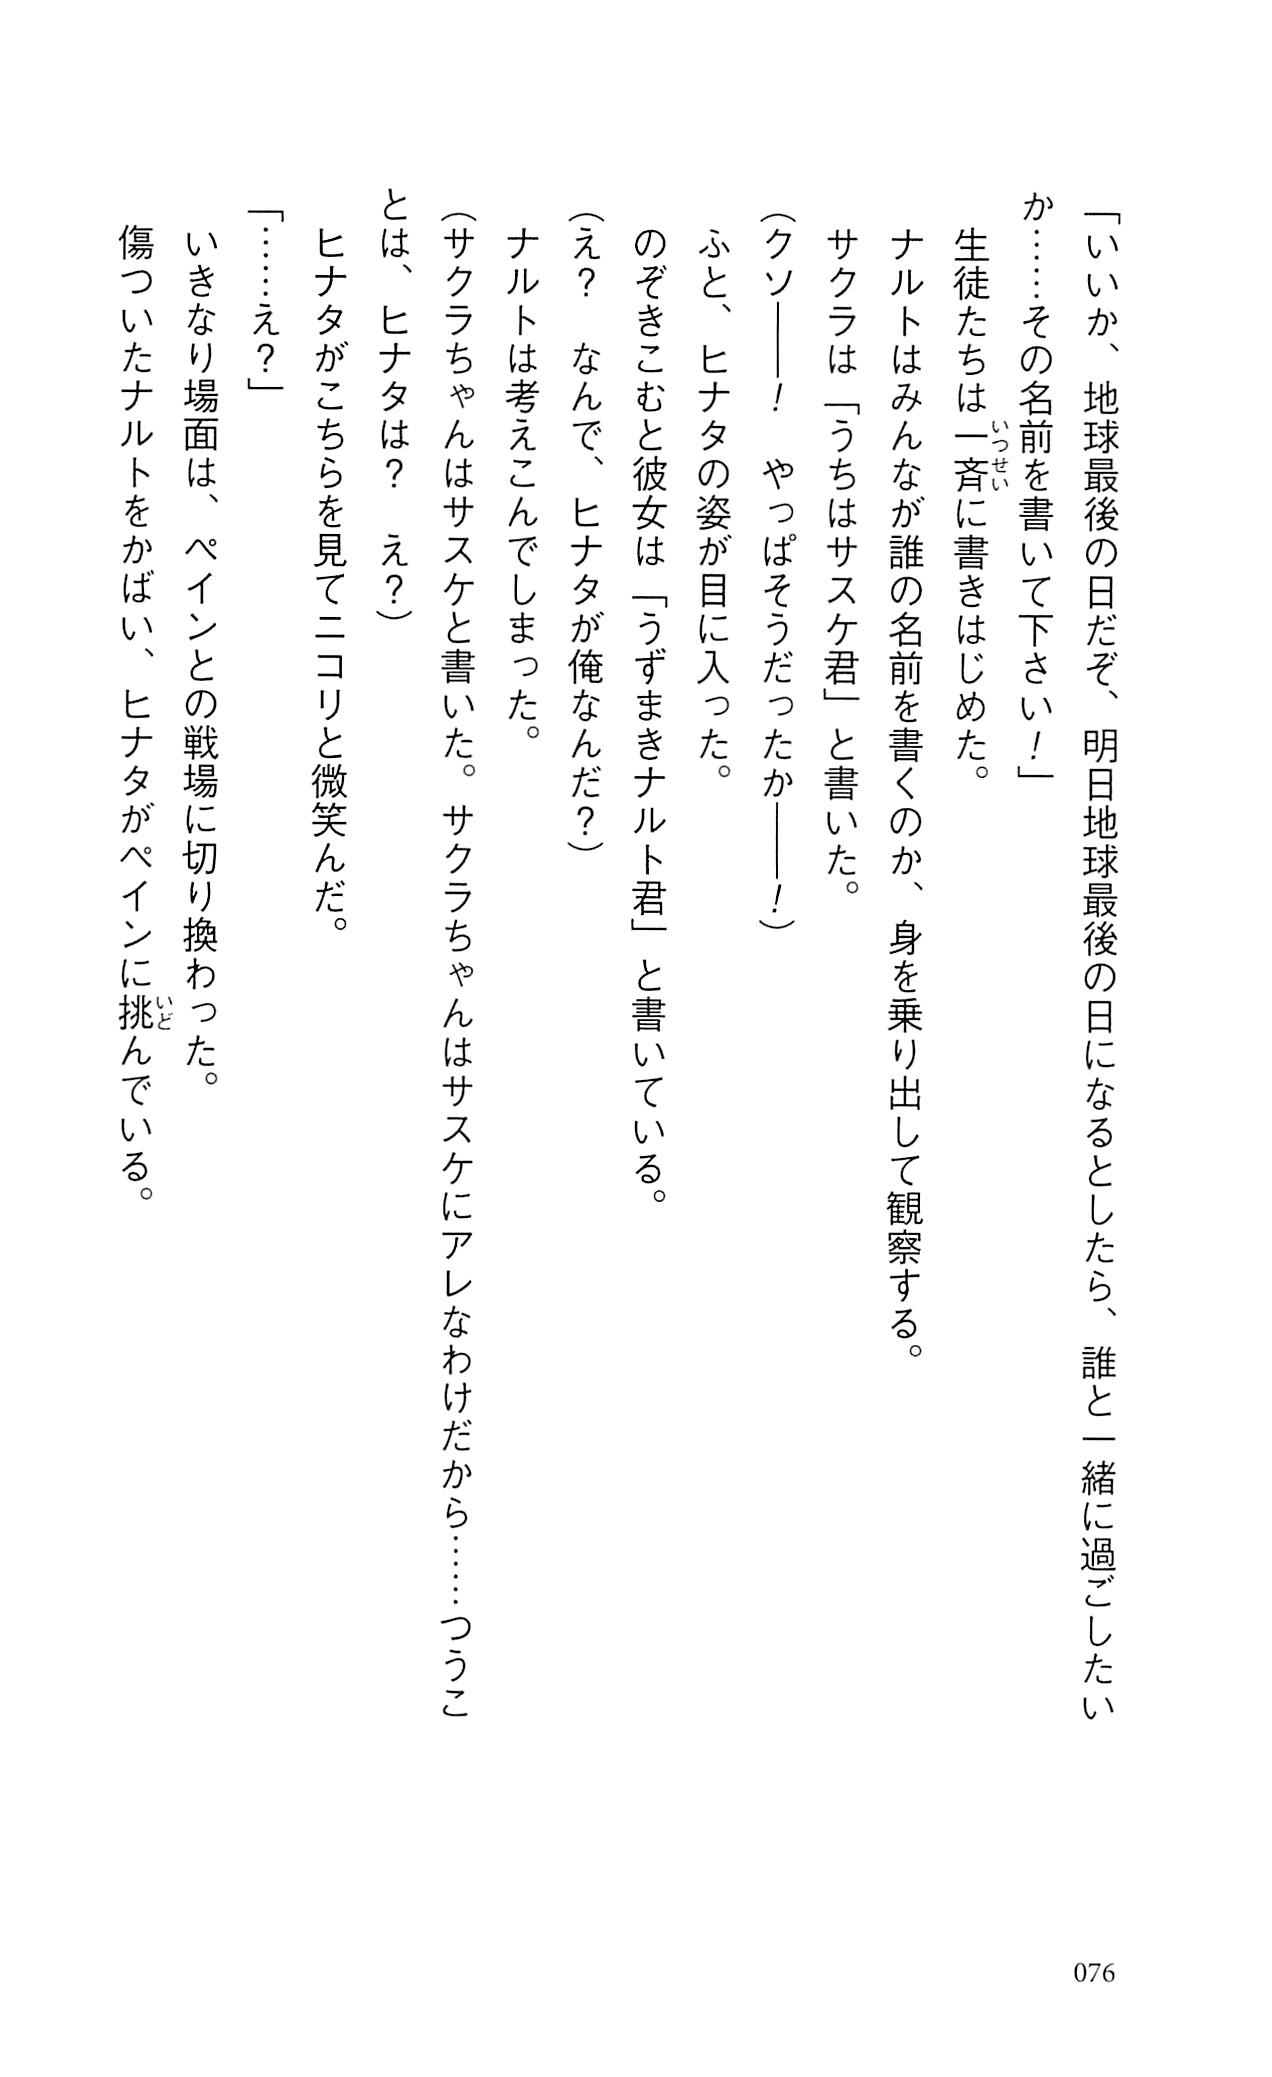 「いいか、地球最後の日だぞ、明日地球最後の日になるとしたら、誰と一緒に過ごしたい
か……その名前を書いて下さい！」
生徒たちは一斉に書きはじめた。
いっせい
ナルトはみんなが誰の名前を書くのか、身を乗り出して観察する。
サクラは「うちはサスケ君」と書いた。
（クソ――！　やっぱそうだったか――！）
ふと、ヒナタの姿が目に入った。
のぞきこむと彼女は「うずまきナルト君」と書いている。
（え？　なんで、ヒナタが俺なんだ？）
ナルトは考えこんでしまった。
（サクラちゃんはサスケと書いた。サクラちゃんはサスケにアレなわけだから……つうこ
とは、ヒナタは？　え？）
ヒナタがこちらを見てニコリと微笑んだ。
「……え？」
いきなり場面は、ペインとの戦場に切り換わった。
傷ついたナルトをかばい、ヒナタがペインに挑んでいる。
いど
076